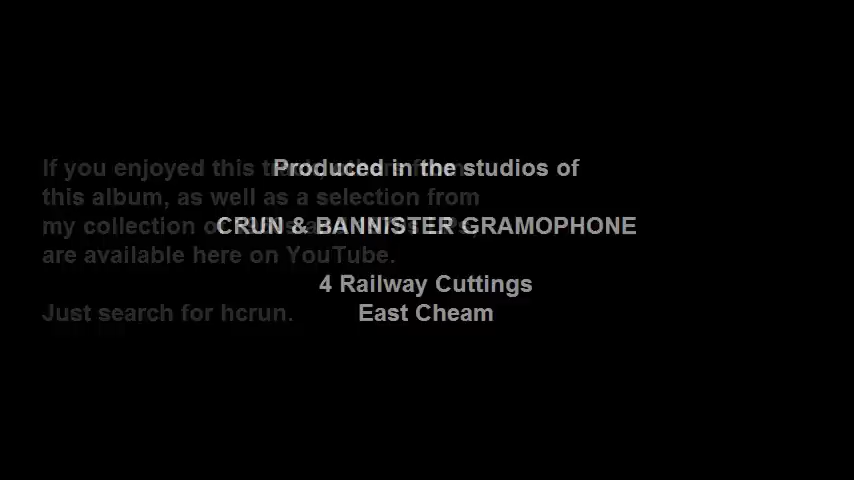 If you enjoyed this
this album, as well as a selection from
my collection
are available here on YouTube.
Just search for hcrun.
Produced in the studios of
CRUN & BANNISTER GRAMOPHONE
4 Railway Cuttings
East Cheam